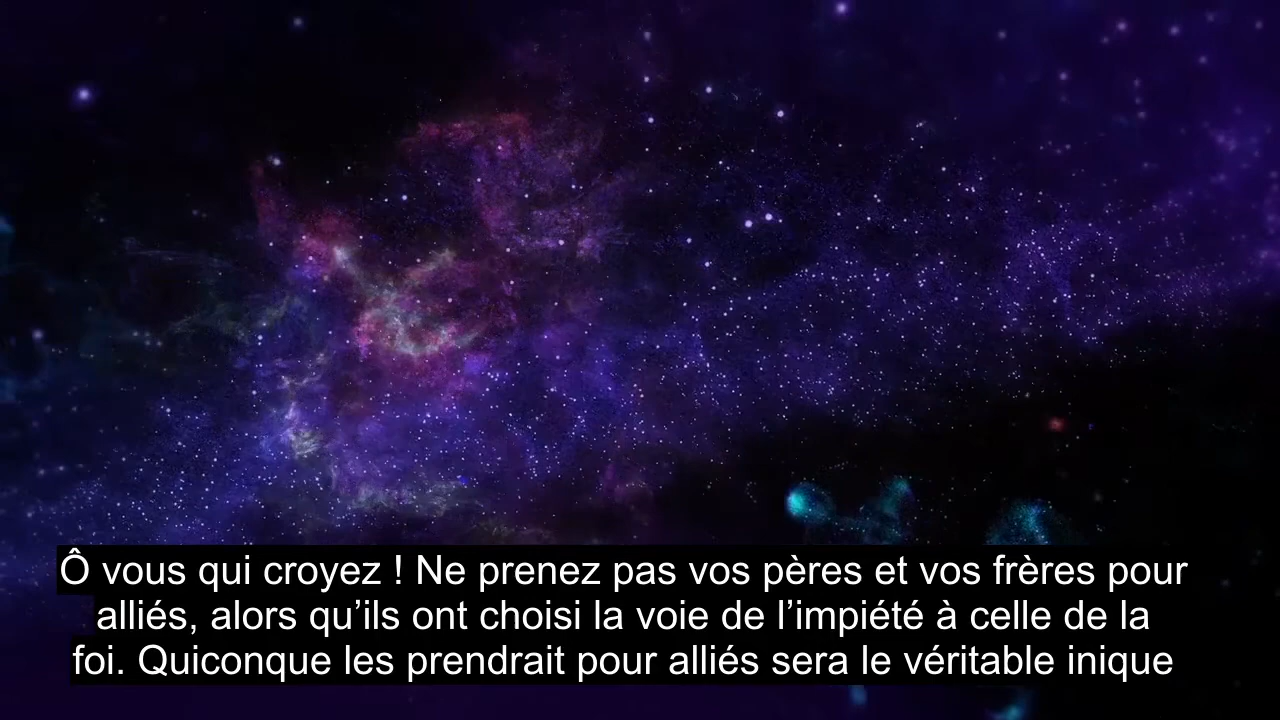 Ô vous qui croyez ! Ne prenez pas vos pères et vos frères pour
alliés, alors qu’ils ont choisi la voie de l’impiété à celle de la
foi. Quiconque les prendrait pour alliés sera le véritable inique